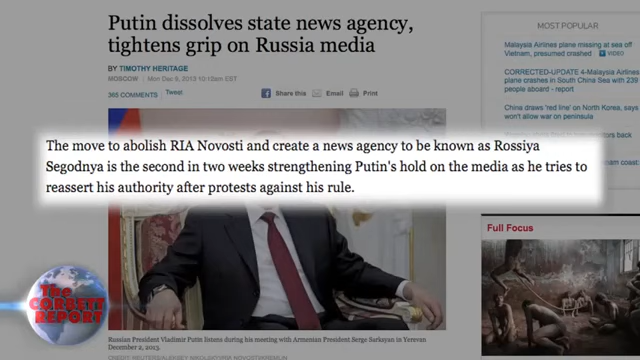 Putin dissolves state news agency,
tightens grip on Russia media
BY TIMOTHY HERITAGE
MOSCOW Mon Dec 9, 2013 10:12am EST
365 COMMENTS Tweet
Share this Email Print
The move to abolish RIA Novosti and create a news agency to be known as Rossiya
Segodnya is the second in two weeks strengthening Putin's hold on the media as he tries to
reassert his authority after protests against his rule.
Russian President Vladimir Putin listens during his meeting with Armenian President Serge Sarksyan in Yerevan
December 2, 2013.
MOST POPULAR
Malaysia Airlines plane missing at sea off
Vietnam, presumed crashed
CORRECTED-UPDATE 4-Malaysia Airlines
plane crashes in South China Sea with 239
people aboard - report
China draws 'red line' on North Korea, says
won't allow war on peninsula
Full Focus
The
CORBETT
REPORT